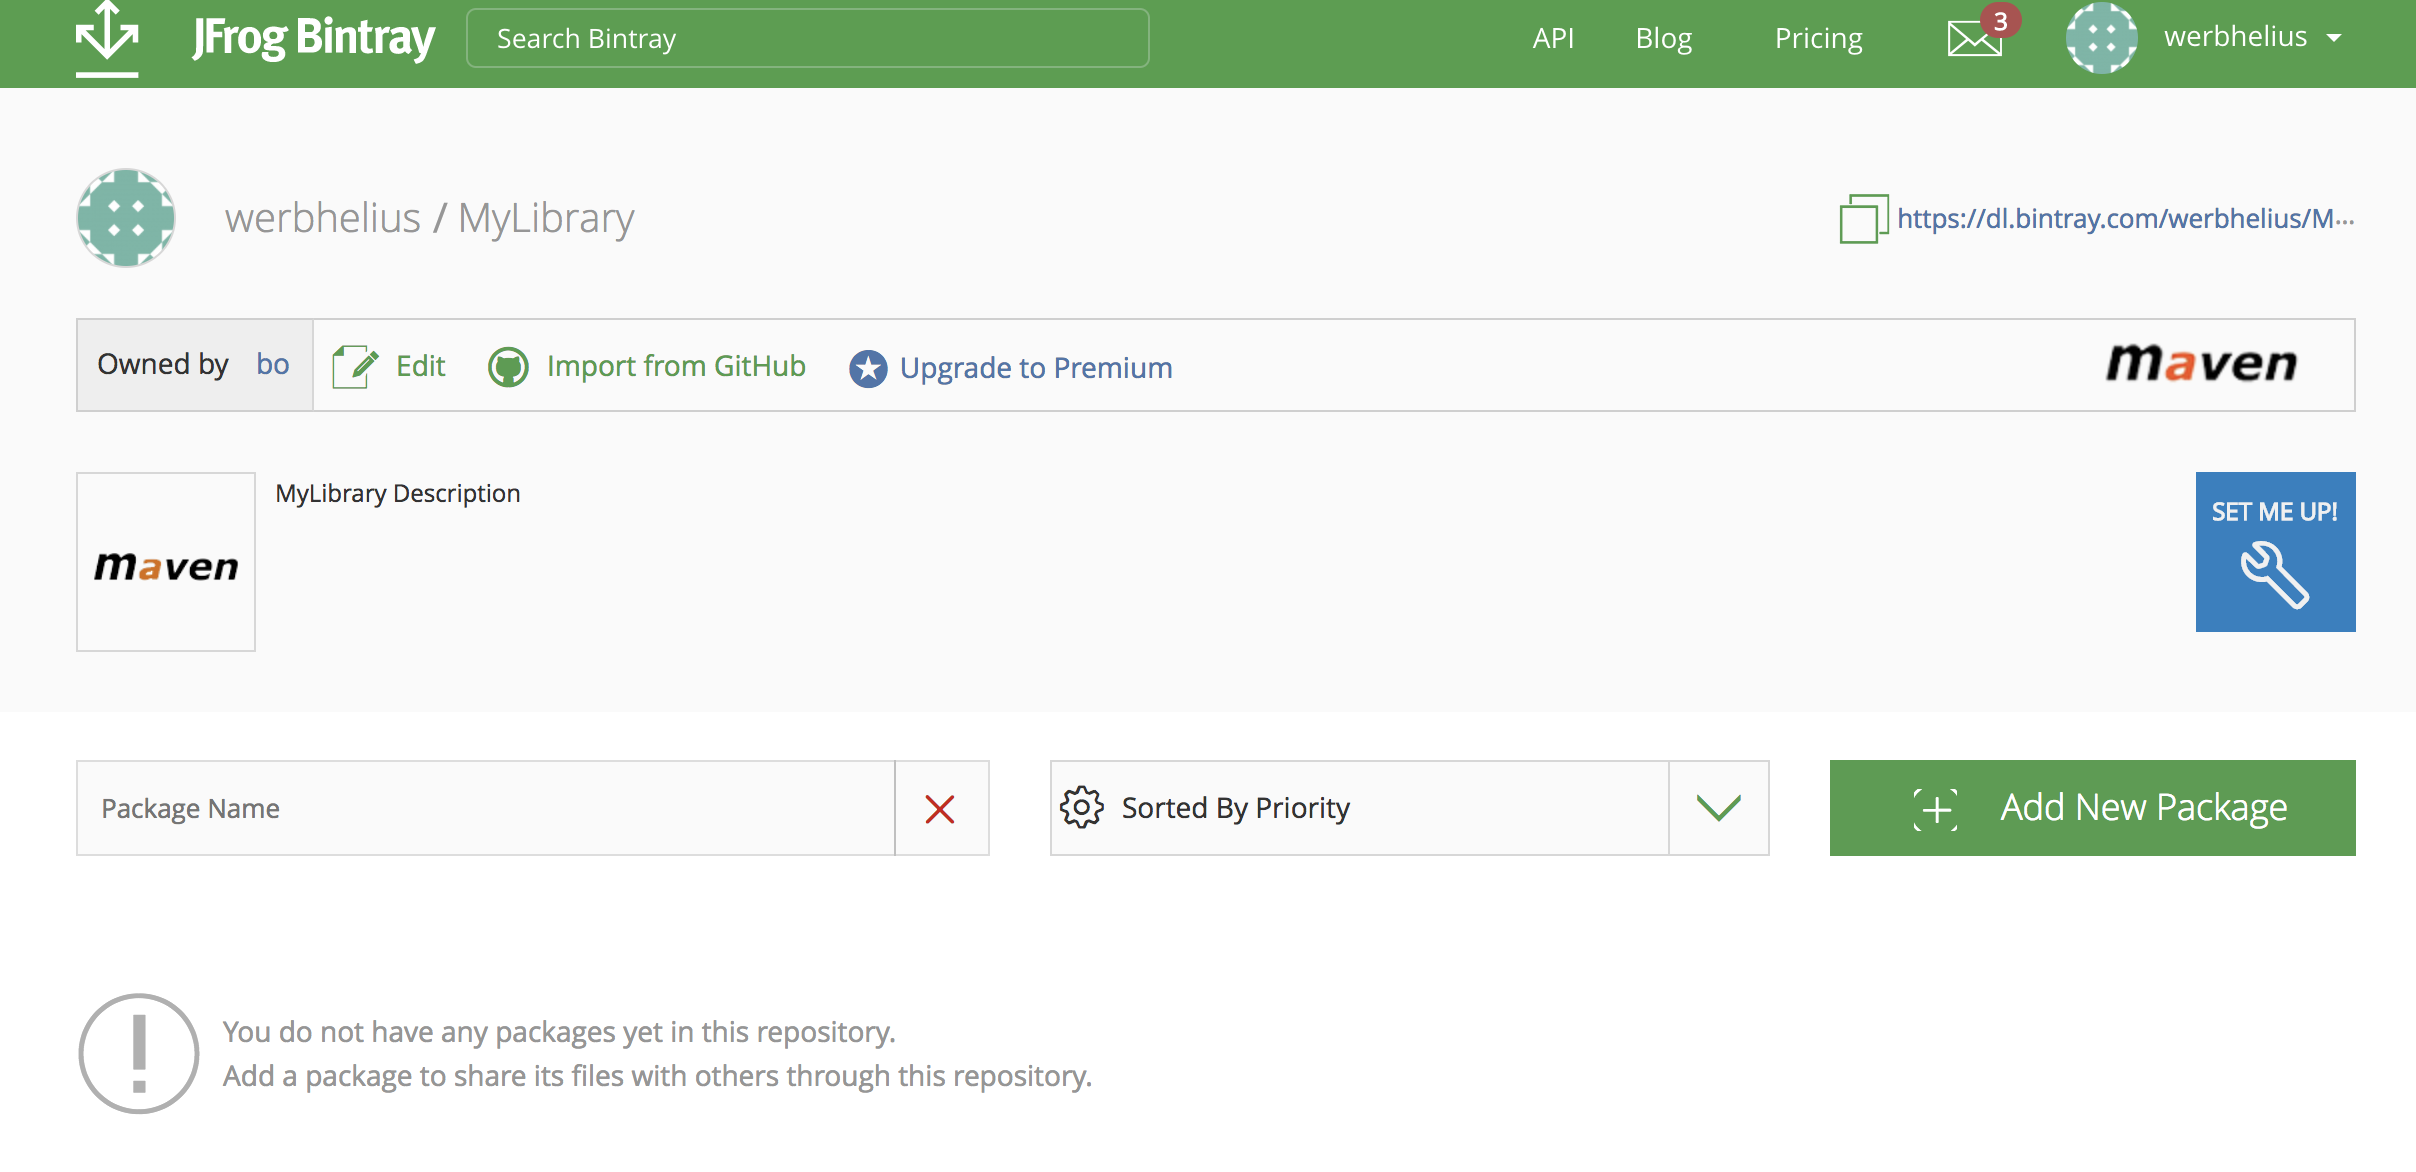 JFrog Bintray
Search Bintray
API
Blog
Pricing
3
werbhelius
werbhelius / MyLibrary
https://dl.bintray.com/werbhelius/M...
Owned by bo
Edit
Import from GitHub
Upgrade to Premium
maven
maven
MyLibrary Description
SET ME UP!
Package Name
Sorted By Priority
Add New Package
You do not have any packages yet in this repository.
Add a package to share its files with others through this repository.